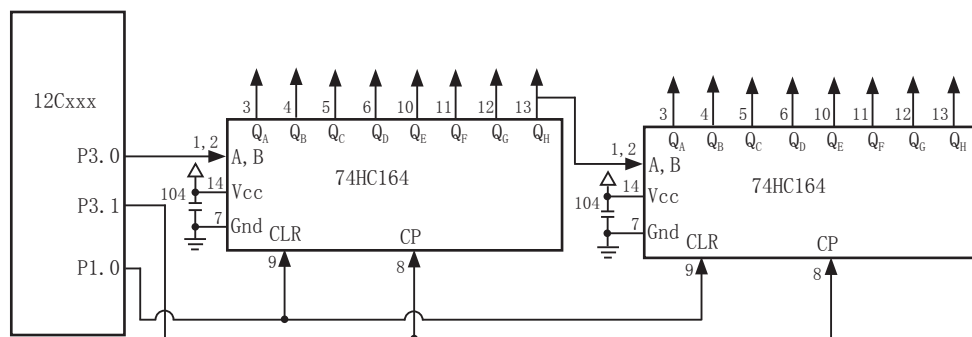 12Cxxx
P3.0
P3.1
P1.0
3 4 5 6 10 11 12 13
QA QB QC QD QE QF QG QH
1,2 A,B
74HC164
14 Vcc
104
7 Gnd
CLR CP
9 8
3 4 5 6 10 11 12 13
QA QB QC QD QE QF QG QH
1,2 A,B
74HC164
14 Vcc
104
7 Gnd
CLR CP
9 8